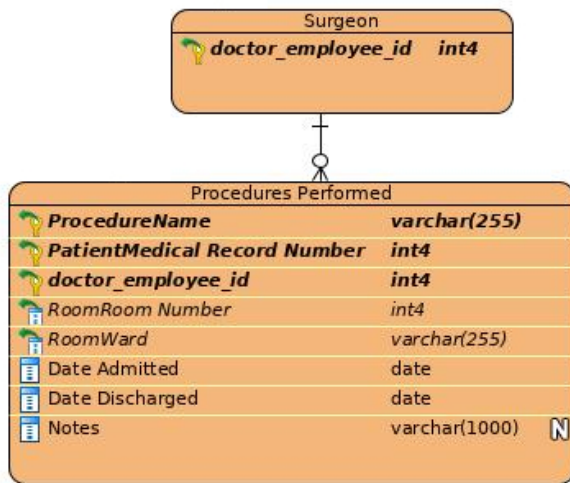 Surgeon
doctor_employee_id int4
Procedures Performed
ProcedureName varchar(255)
PatientMedical Record Number int4
doctor_employee_id int4
RoomRoom Number int4
RoomWard varchar(255)
Date Admitted date
Date Discharged date
Notes varchar(1000) N